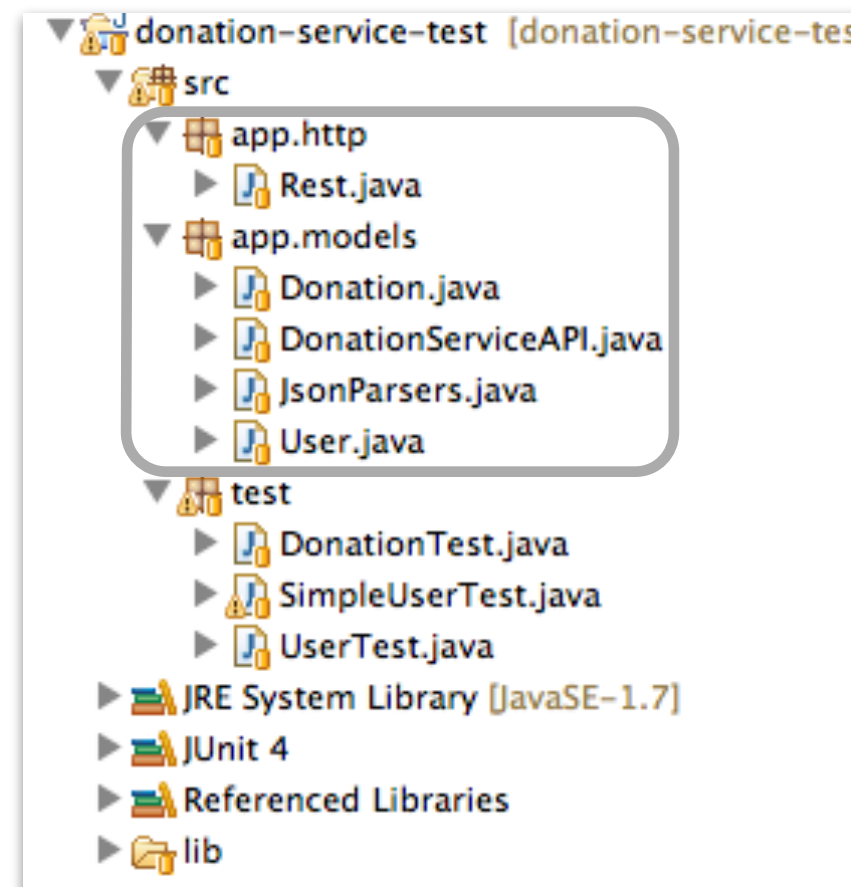 donation-service-test [donation-service-tes
src
app.http
Rest.java
app.models
Donation.java
DonationServiceAPI.java
JsonParsers.java
User.java
test
DonationTest.java
SimpleUserTest.java
UserTest.java
JRE System Library [JavaSE-1.7]
JUnit 4
Referenced Libraries
lib